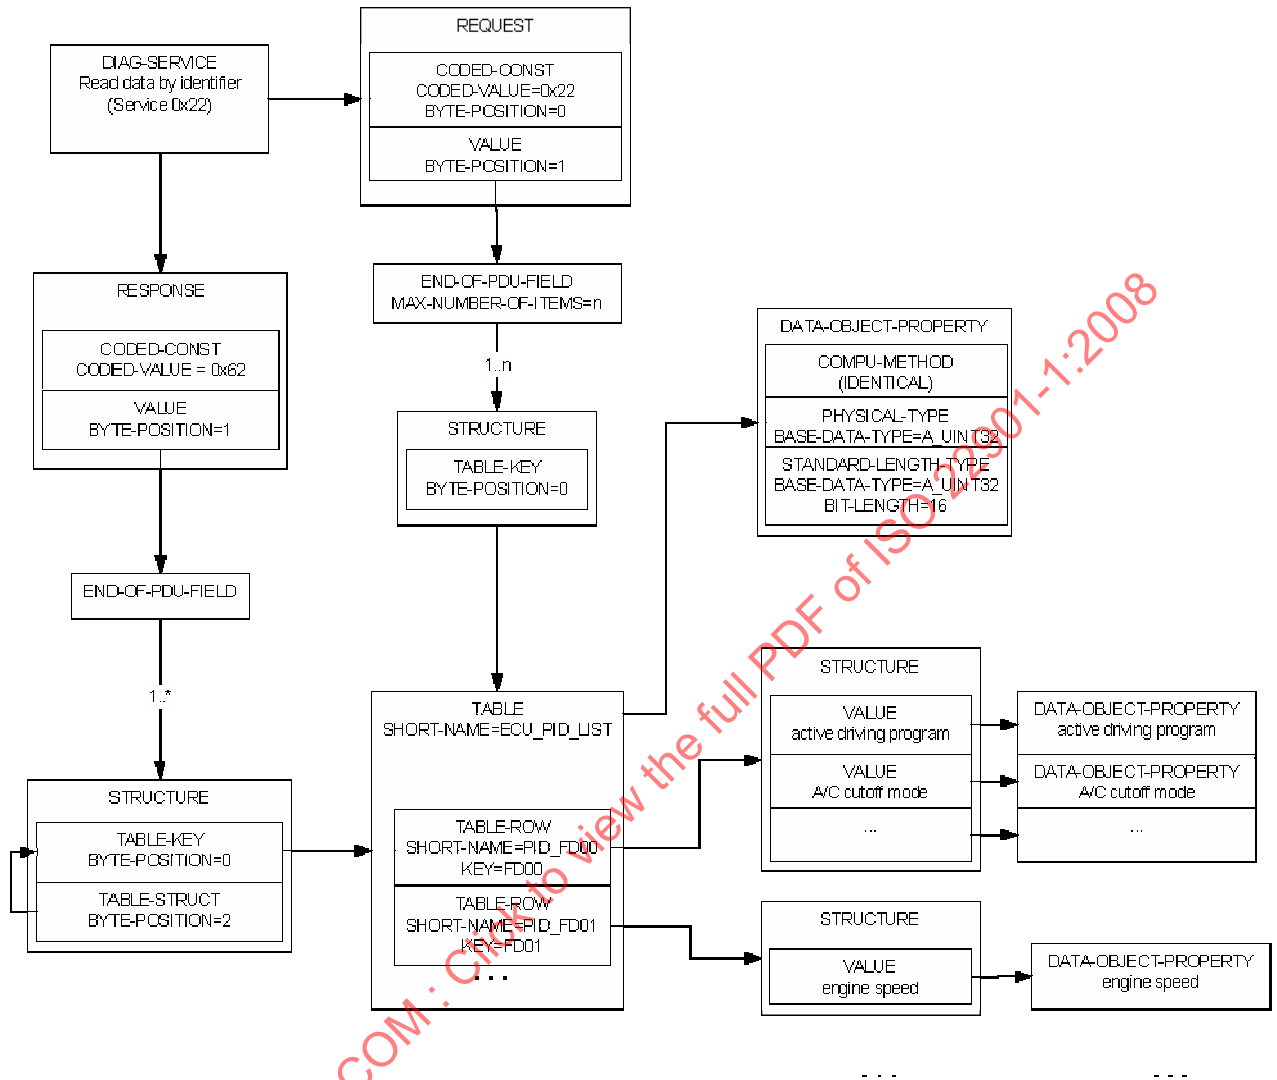 REQUEST
CODED-CONST
CODED-VALUE=0x22
BYTE-POSITION=0
VALUE
BYTE-POSITION=1
DIAG-SERVICE
Read data by identifier
(Service 0x22)
RESPONSE
CODED-CONST
CODED-VALUE = 0x62
VALUE
BYTE-POSITION=1
END-OF-PDU-FIELD
MAX-NUMBER-OF-ITEMS=n
1..n
STRUCTURE
TABLE-KEY
BYTE-POSITION=0
DATA-OBJECT-PROPERTY
COMPU-METHOD
(IDENTICAL)
PHYSICAL-TYPE
BASE-DATA-TYPE=A_UINT32
STANDARD-LENGTH-TYPE
BASE-DATA-TYPE=A_UINT32
BIT-LENGTH=16
END-OF-PDU-FIELD
1..*
STRUCTURE
TABLE-KEY
BYTE-POSITION=0
TABLE-STRUCT
BYTE-POSITION=2
TABLE
SHORT-NAME=ECU_PID_LIST
TABLE-ROW
SHORT-NAME=PID_FD00
KEY=FD00
TABLE-ROW
SHORT-NAME=PID_FD01
KEY=FD01
...
STRUCTURE
VALUE
active driving program
VALUE
A/C cutoff mode
...
DATA-OBJECT-PROPERTY
active driving program
DATA-OBJECT-PROPERTY
A/C cutoff mode
...
STRUCTURE
VALUE
engine speed
DATA-OBJECT-PROPERTY
engine speed
...
...
COM : Click to view the full PDF of ISO 22901-1:2008